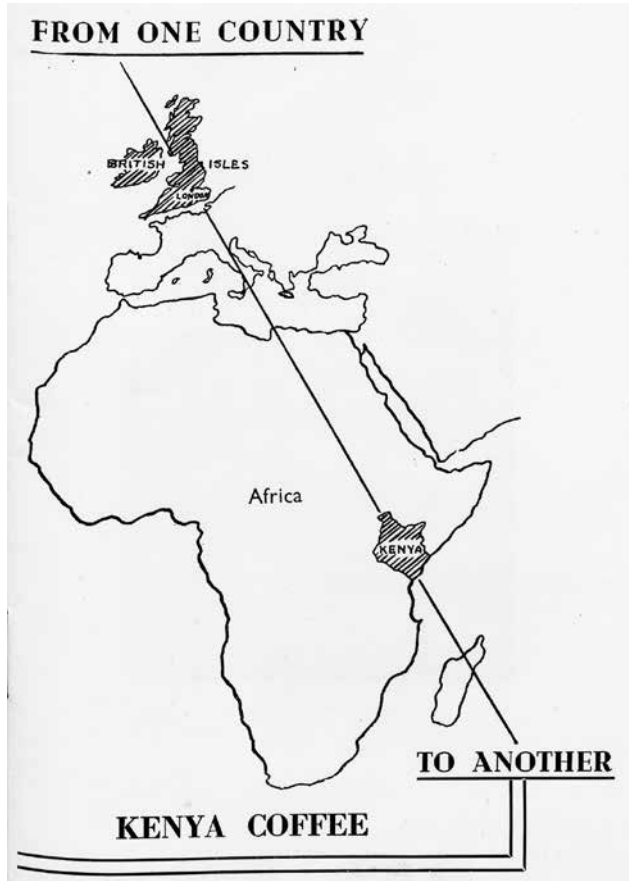 FROM ONE COUNTRY
BRITISH ISLES
LONDON
Africa
KENYA
TO ANOTHER
KENYA COFFEE